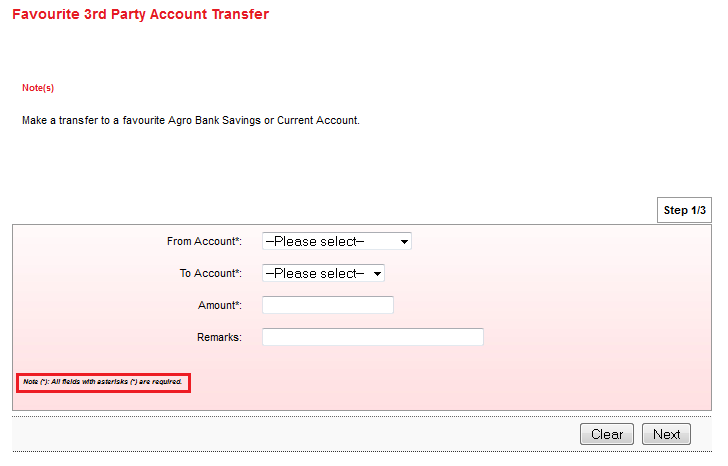 Favourite 3rd Party Account Transfer
Note(s)
Make a transfer to a favourite Agro Bank Savings or Current Account.
Step 1/3
From Account*: --Please select--
To Account*: --Please select--
Amount*:
Remarks:
Note (*): All fields with asterisks (*) are required.
Clear Next